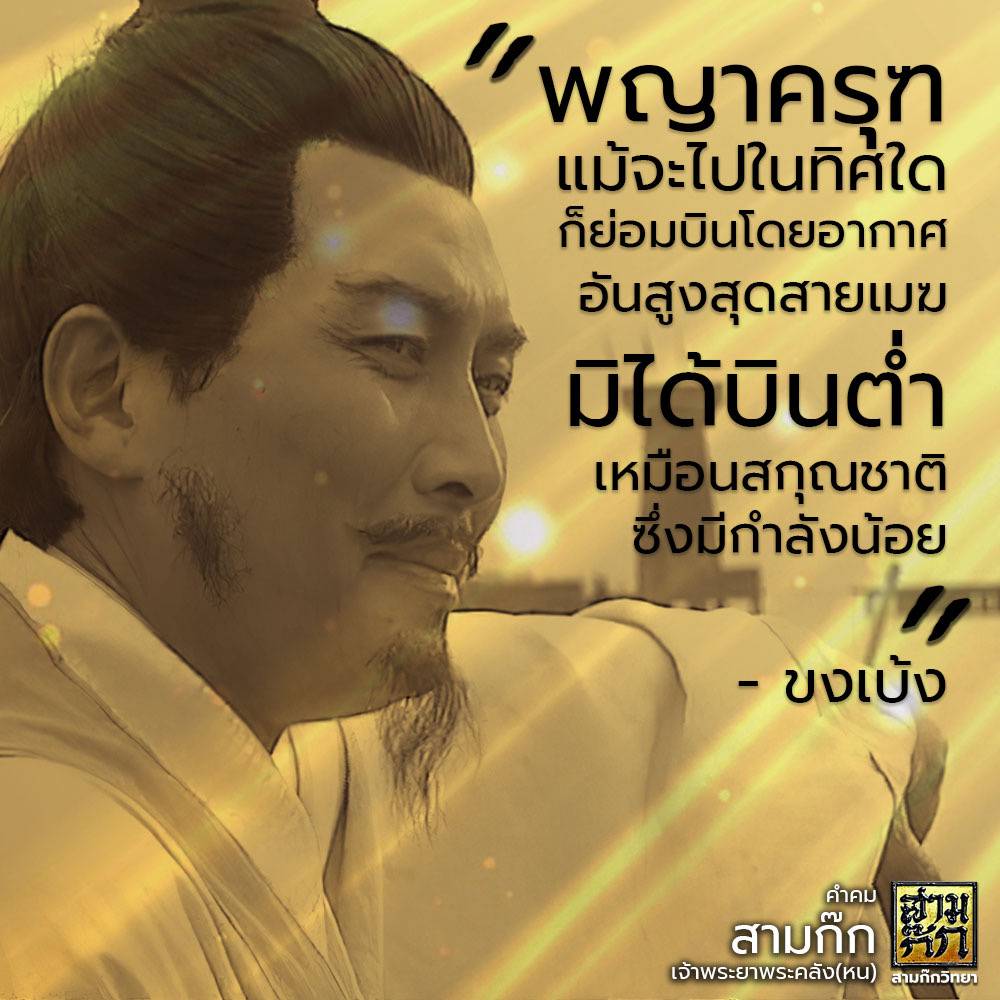 "พญาครุฑ
แม้จะไปในทิศใด
ก็ย่อมบินโดยอากาศ
อันสูงสุดสายเมฆ
มิได้บินต่ำ
เหมือนสกุณชาติ
ซึ่งมีกำลังน้อย
"
- ขงเบ้ง
คำคม
สามก๊ก
เจ้าพระยาพระคลัง(หน)
สาม
ก๊ก
สามก๊กวิทยา